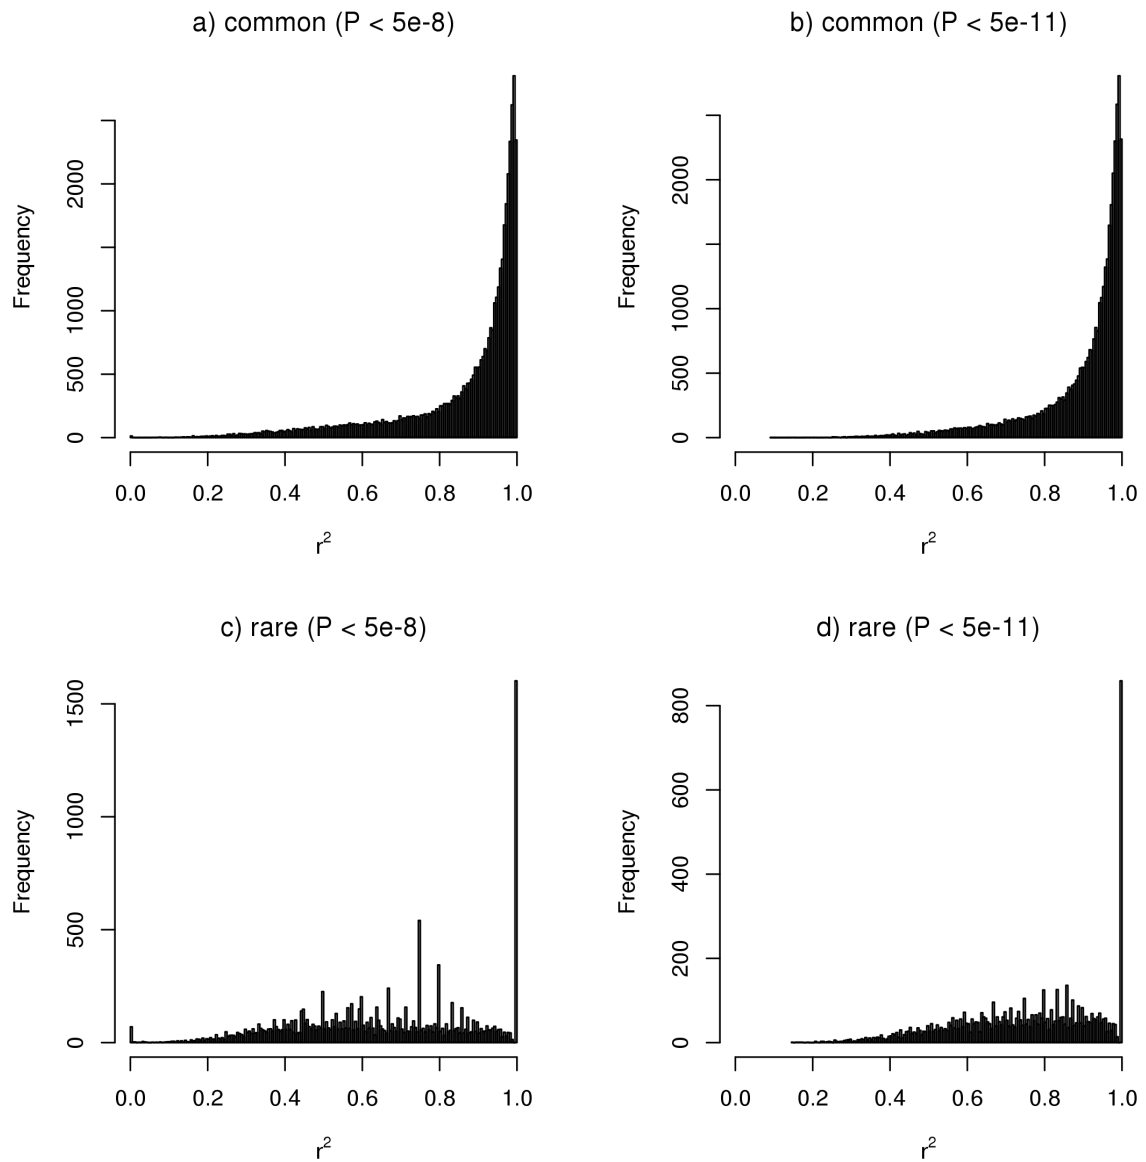 a) common (P < 5e-8)
Frequency
0 500 1000 2000
0.0 0.2 0.4 0.6 0.8 1.0
r²
b) common (P < 5e-11)
Frequency
0 500 1000 2000
0.0 0.2 0.4 0.6 0.8 1.0
r²
c) rare (P < 5e-8)
Frequency
0 500 1000 1500
0.0 0.2 0.4 0.6 0.8 1.0
r²
d) rare (P < 5e-11)
Frequency
0 200 400 600 800
0.0 0.2 0.4 0.6 0.8 1.0
r²